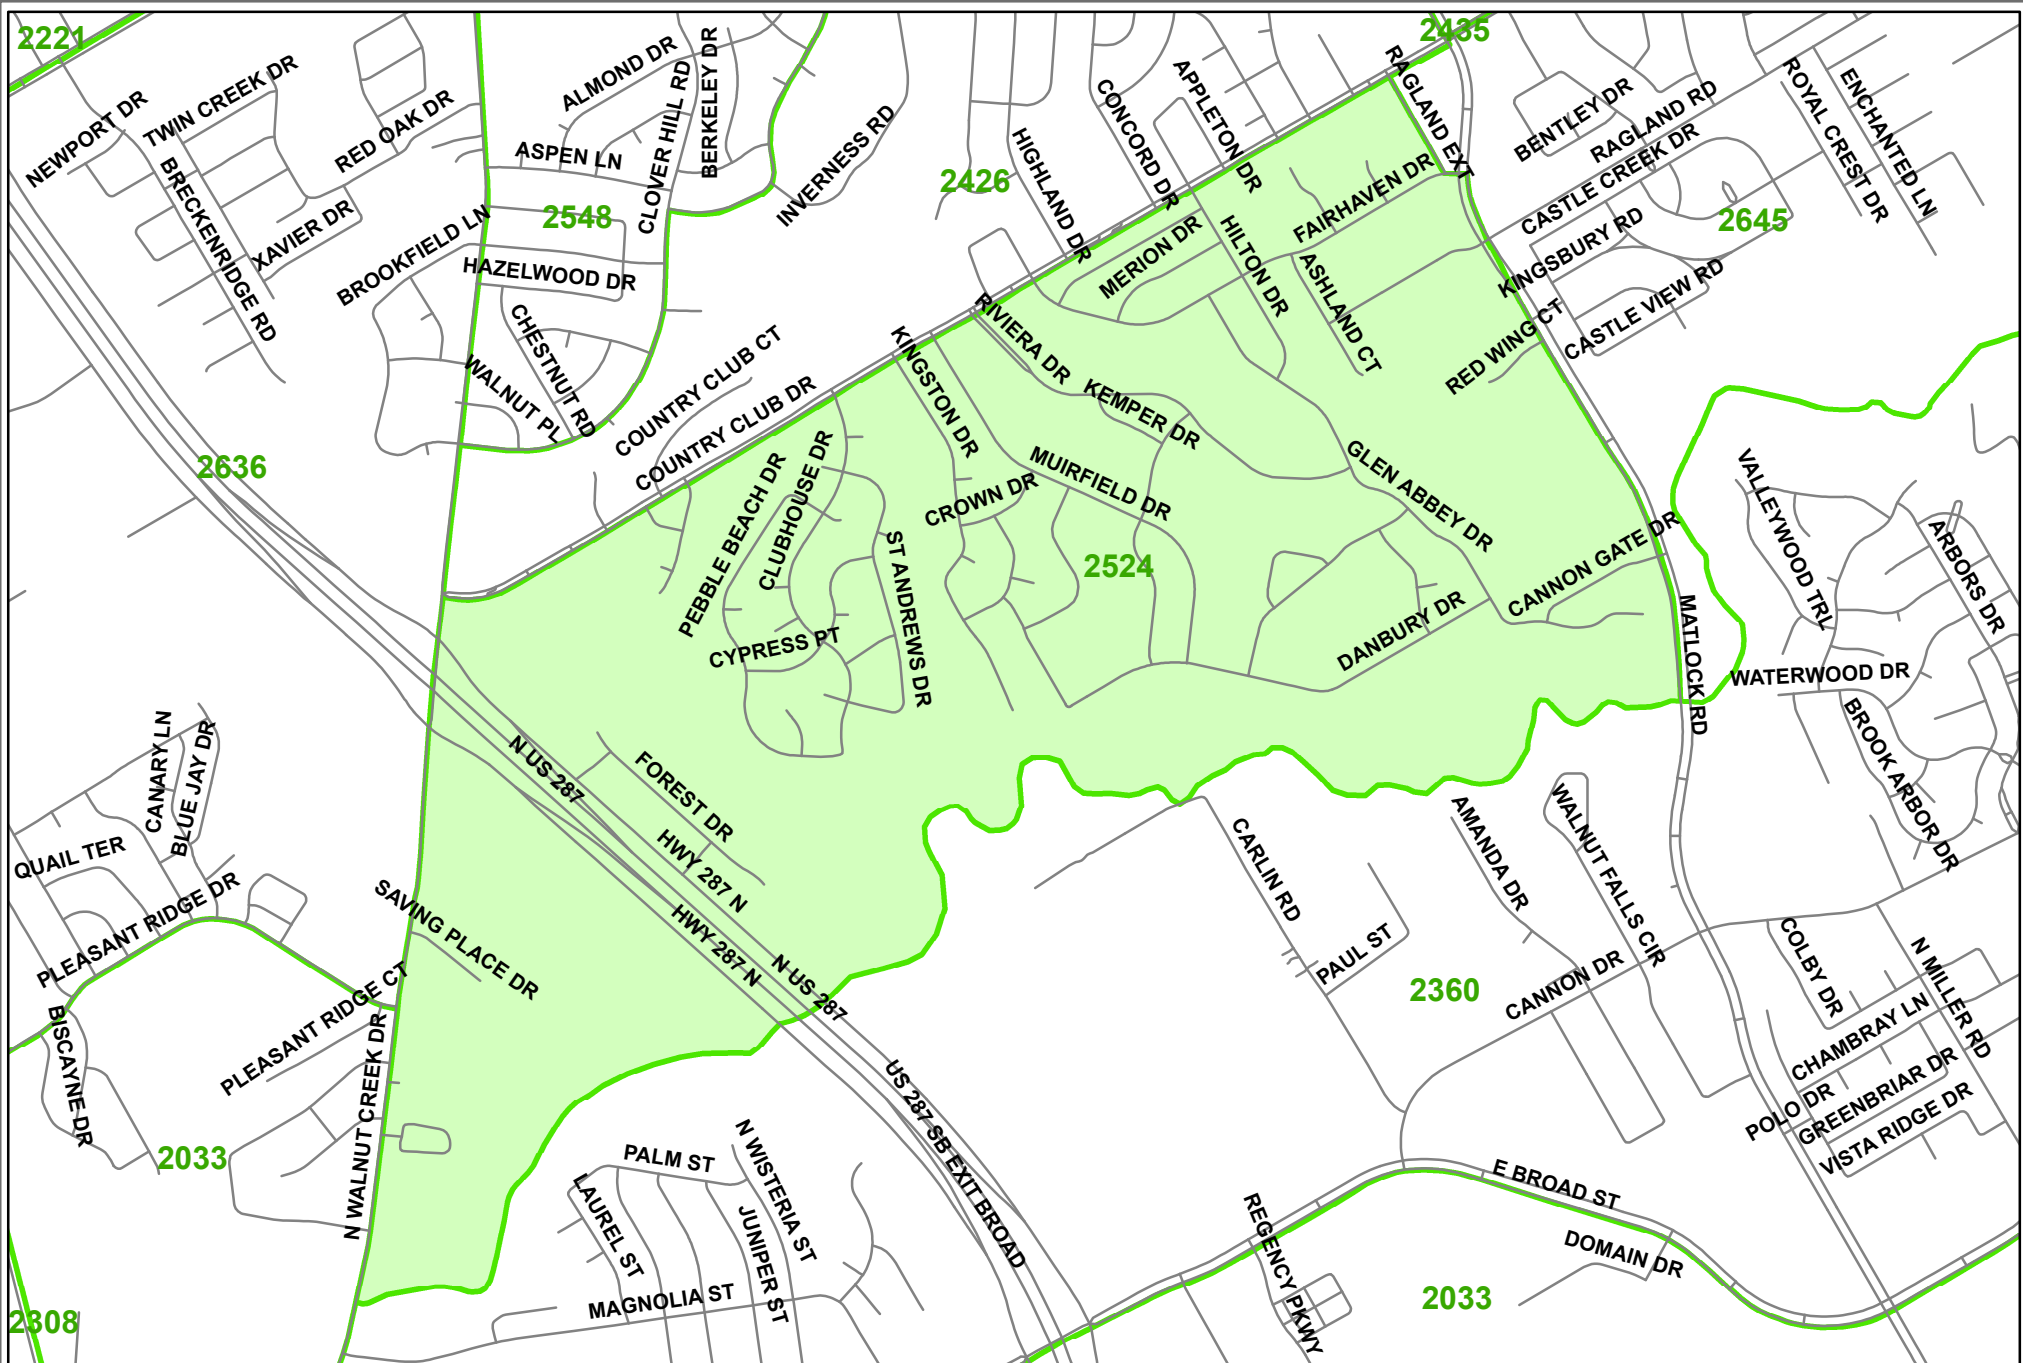 2221
2435
NEWPORT DR
TWIN CREEK DR
RED OAK DR
ALMOND DR
CLOVER HILL RD
BERKELEY DR
INVERNESS RD
CONCORD DR
APPLETON DR
RAGLAND EXT
BENTLEY DR
RAGLAND RD
ROYAL CREST DR
ENCHANTED LN
BRECKENRIDGE RD
XAVIER DR
ASPEN LN
2548
2426
HIGHLAND DR
MERION DR
HILTON DR
FAIRHAVEN DR
CASTLE CREEK DR
2645
BROOKFIELD LN
HAZELWOOD DR
ASHLAND CT
KINGSBURY RD
CASTLE VIEW RD
RED WING CT
CHESTNUT RD
WALNUT PL
COUNTRY CLUB CT
COUNTRY CLUB DR
KINGSTON DR
RIVIERA DR
KEMPER DR
2636
PEBBLE BEACH DR
CLUBHOUSE DR
CROWN DR
MUIRFIELD DR
GLEN ABBEY DR
VALLEYWOOD TRL
ARBORS DR
ST ANDREWS DR
2524
CANNON GATE DR
CYPRESS PT
DANBURY DR
MATLOCK RD
WATERWOOD DR
CANARY LN
BLUE JAY DR
N US 287
FOREST DR
BROOK ARBOR DR
QUAIL TER
PLEASANT RIDGE DR
SAVING PLACE DR
HWY 287 N
HWY 287 N
N US 287
CARLIN RD
PAUL ST
AMANDA DR
WALNUT FALLS CIR
2360
CANNON DR
COLBY DR
N MILLER RD
BISCAYNE DR
PLEASANT RIDGE CT
N WALNUT CREEK DR
CHAMBRAY LN
POLO DR
GREENBRIAR DR
VISTA RIDGE DR
2033
US 287 SB EXIT BROAD
PALM ST
N WISTERIA ST
LAUREL ST
JUNIPER ST
MAGNOLIA ST
REGENCY PKWY
E BROAD ST
DOMAIN DR
2308
2033